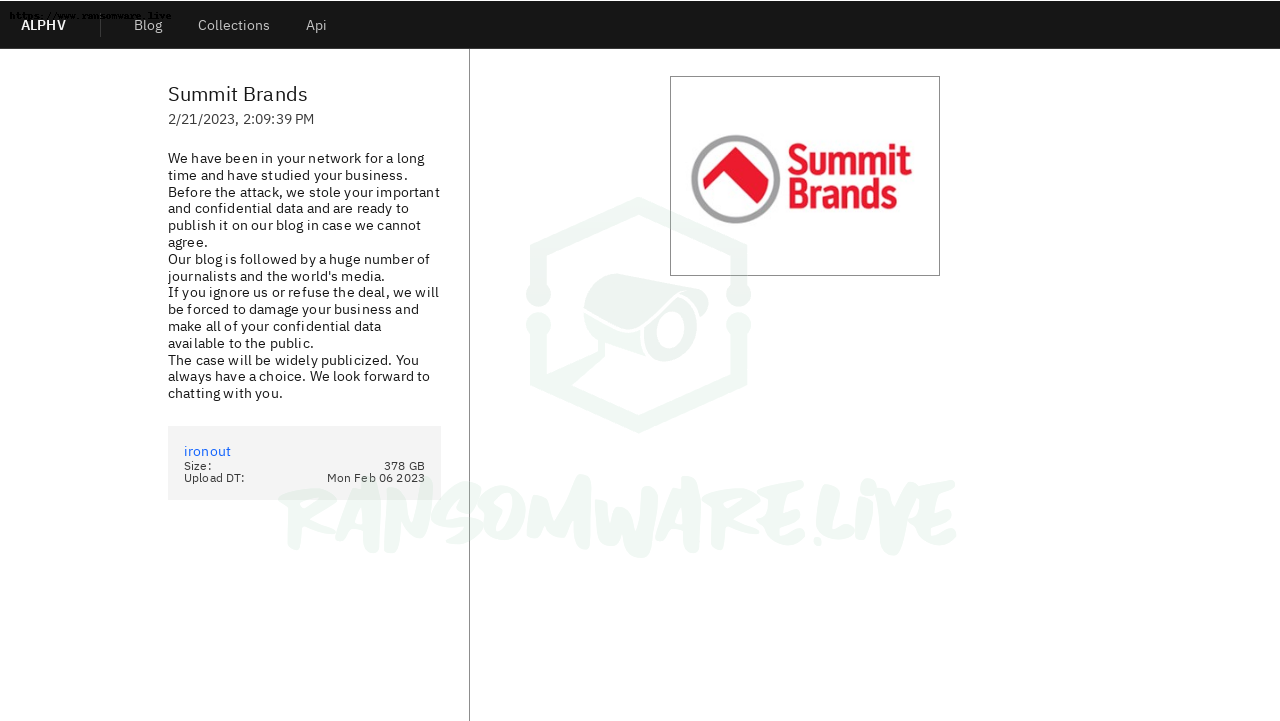 https://www.ransomware.live
ALPHV
Blog
Collections
Api
Summit Brands
2/21/2023, 2:09:39 PM
We have been in your network for a long
time and have studied your business.
Before the attack, we stole your important
and confidential data and are ready to
publish it on our blog in case we cannot
agree.
Our blog is followed by a huge number of
journalists and the world's media.
If you ignore us or refuse the deal, we will
be forced to damage your business and
make all of your confidential data
available to the public.
The case will be widely publicized. You
always have a choice. We look forward to
chatting with you.
ironout
Size: 378 GB
Upload DT: Mon Feb 06 2023
Summit
Brands
RANSOMWARE.LIVE